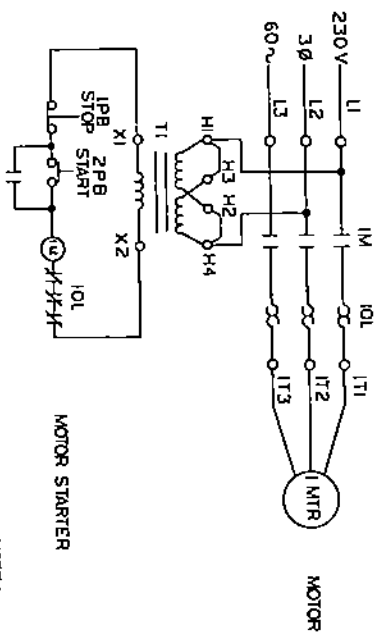 230V
3Ø
60~
L1
L2
L3
1M
1OL
1T1
1T2
1T3
1 MTR
MOTOR
H1
H3
H2
H4
T1
X1
X2
1PB
STOP
2PB
START
1OL
MOTOR STARTER